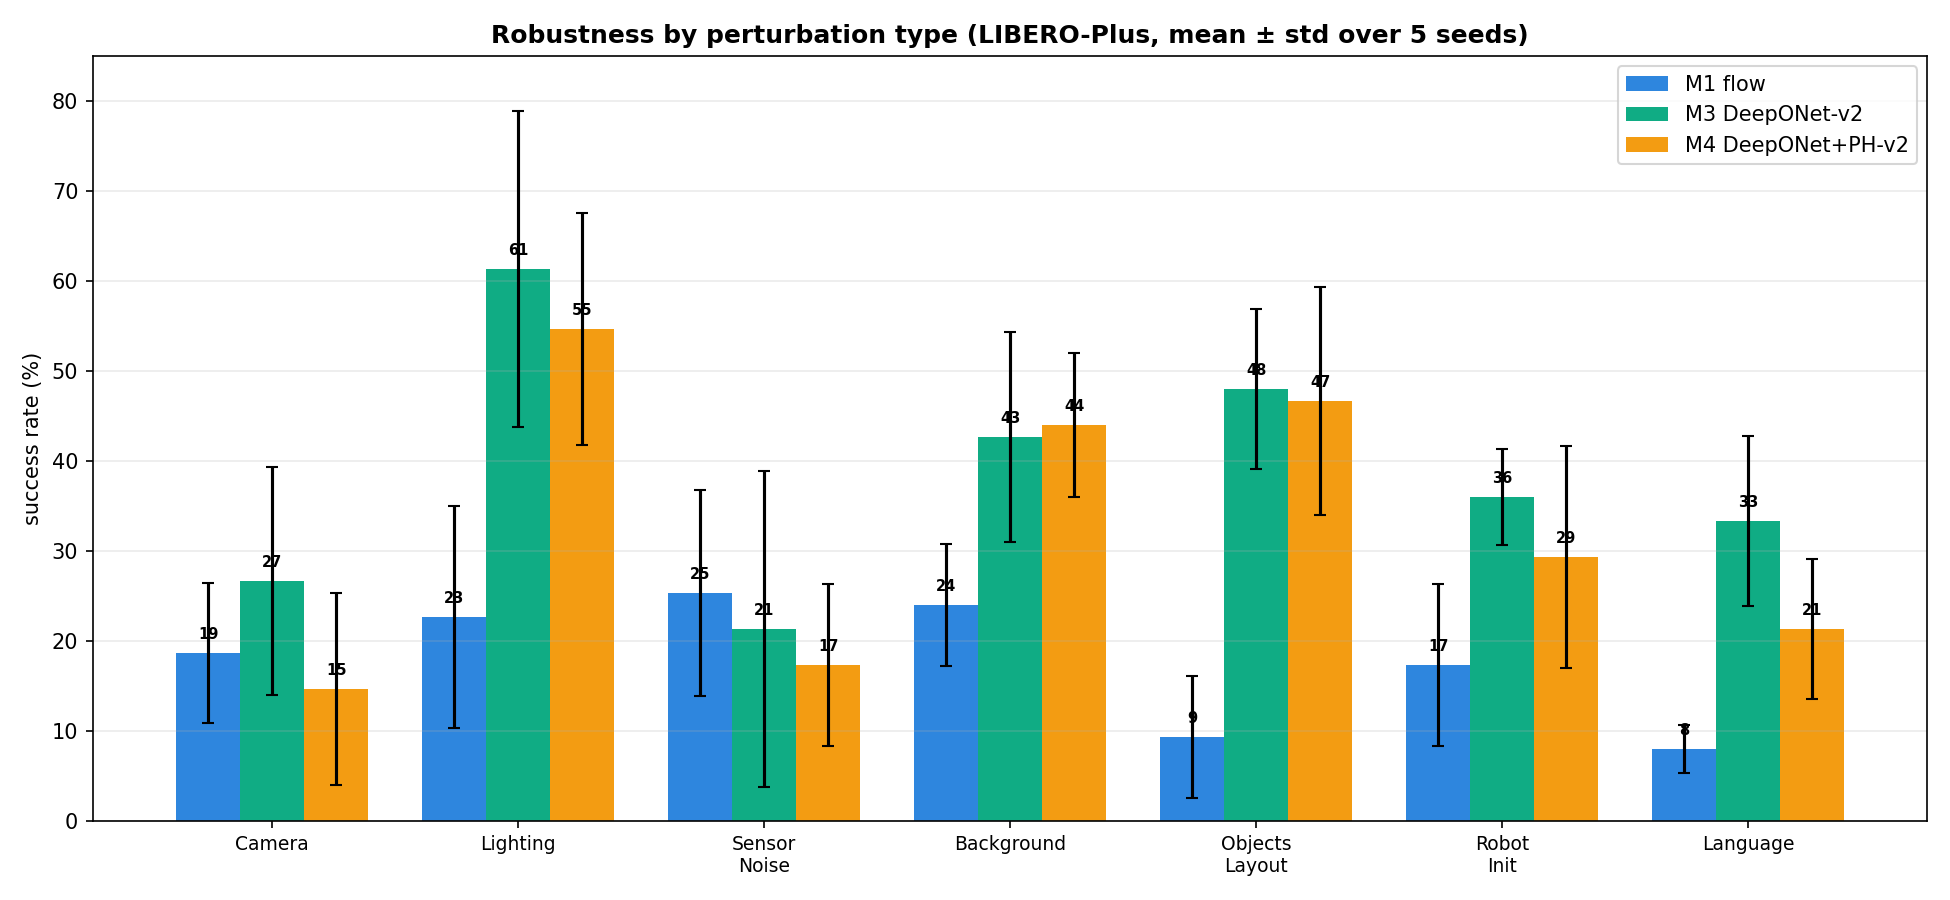 Robustness by perturbation type (LIBERO-Plus, mean ± std over 5 seeds)
M1 flow
M3 DeepONet-v2
M4 DeepONet+PH-v2
success rate (%)
80
70
60
50
40
30
20
10
0
19
27
15
23
61
55
25
21
17
24
43
44
9
48
47
17
36
29
8
33
21
Camera
Lighting
Sensor
Noise
Background
Objects
Layout
Robot
Init
Language